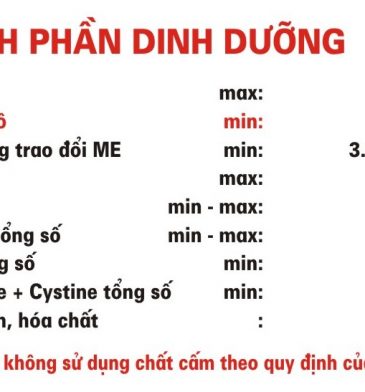 H PHẦN DINH DƯỠNG
max:
ô min:
g trao đổi ME min: 3.
max:
min - max:
ổng số min - max:
g số min:
e + Cystine tổng số min:
n, hóa chất :
không sử dụng chất cấm theo quy định củ